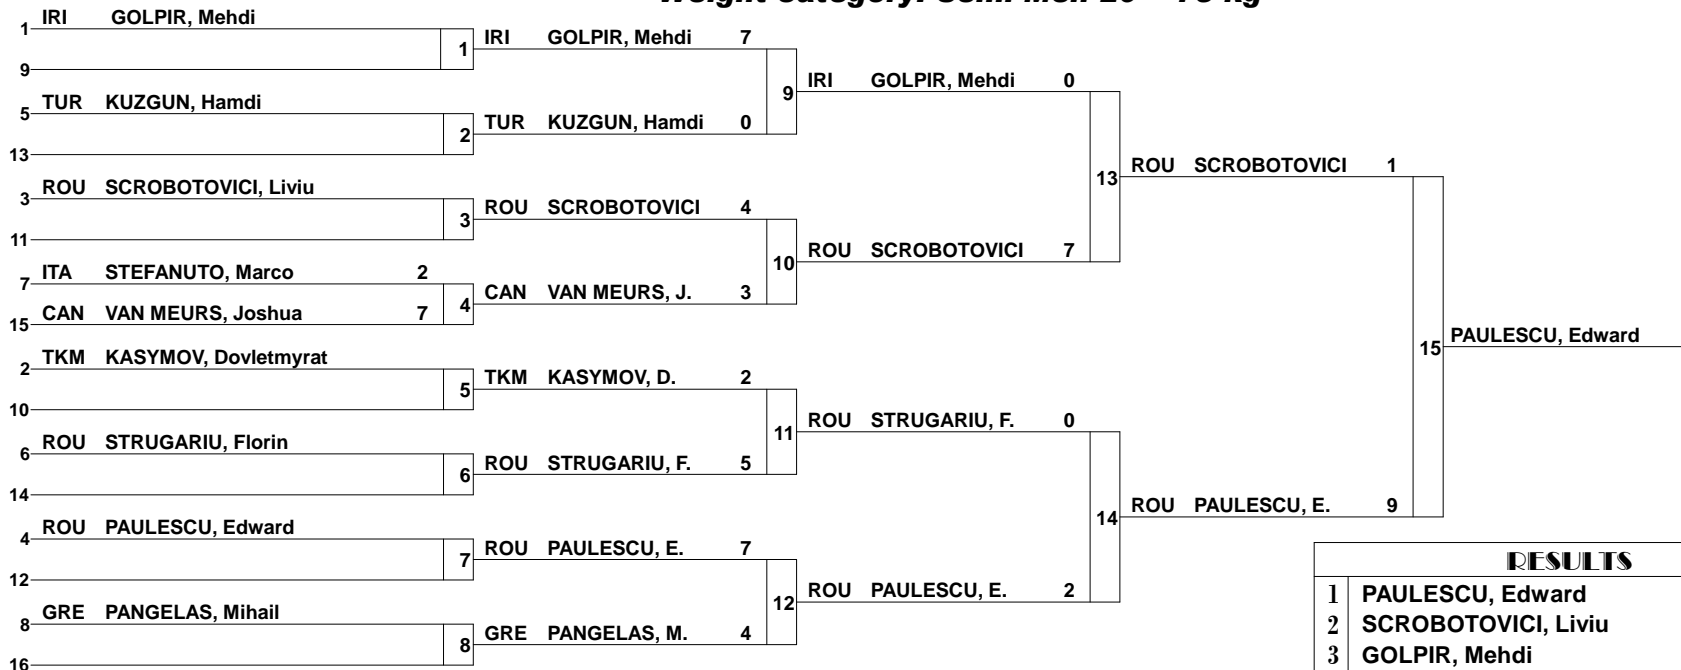 Weight category: Semi Men kg
1 IRI GOLPIR, Mehdi
9
1 IRI GOLPIR, Mehdi 7
5 TUR KUZGUN, Hamdi
13
2 TUR KUZGUN, Hamdi 0
3 ROU SCROBOTOVICI, Liviu
11
3 ROU SCROBOTOVICI 4
7 ITA STEFANUTO, Marco 2
15 CAN VAN MEURS, Joshua 7
4 CAN VAN MEURS, J. 3
2 TKM KASYMOV, Dovletmyrat
10
5 TKM KASYMOV, D. 2
6 ROU STRUGARIU, Florin
14
6 ROU STRUGARIU, F. 5
4 ROU PAULESCU, Edward
12
7 ROU PAULESCU, E. 7
8 GRE PANGELAS, Mihail
16
8 GRE PANGELAS, M. 4
9 IRI GOLPIR, Mehdi 0
10 ROU SCROBOTOVICI 7
11 ROU STRUGARIU, F. 0
12 ROU PAULESCU, E. 2
13 ROU SCROBOTOVICI 1
14 ROU PAULESCU, E. 9
15 PAULESCU, Edward
RESULTS
1 PAULESCU, Edward
2 SCROBOTOVICI, Liviu
3 GOLPIR, Mehdi